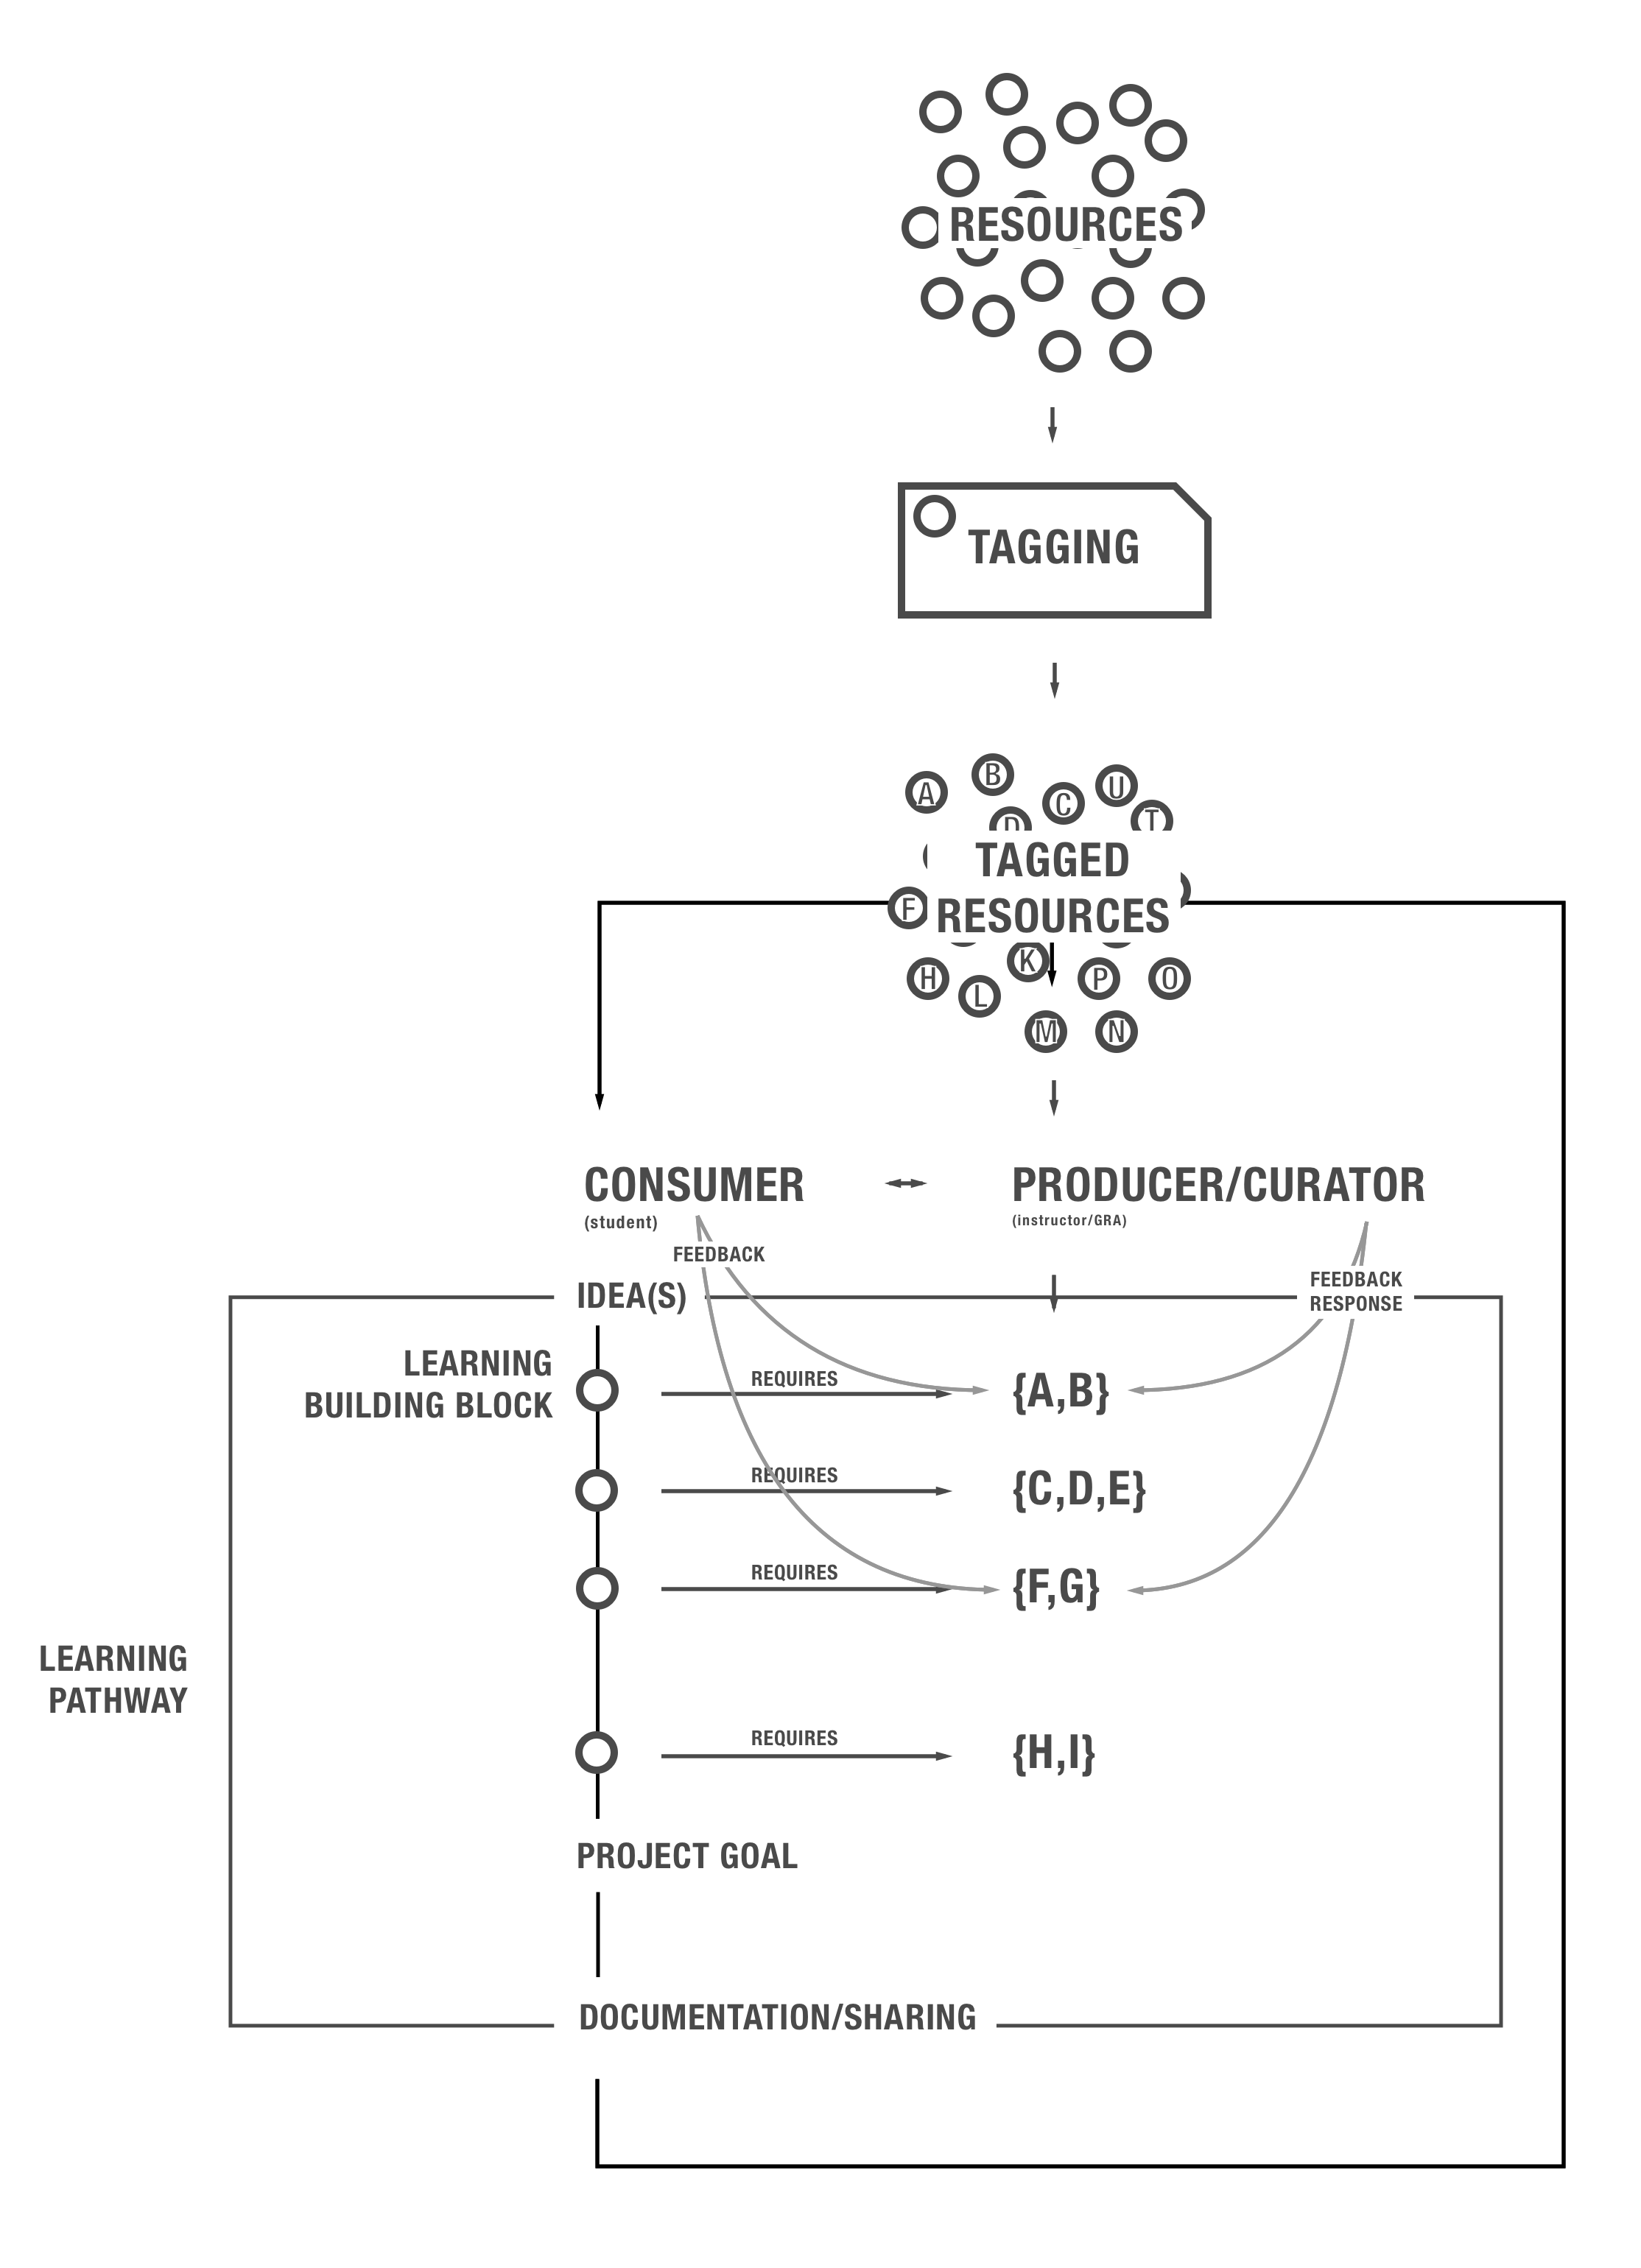 RESOURCES
TAGGING
A
B
C
U
D
T
TAGGED
F
RESOURCES
K
H
L
P
O
M
N
CONSUMER
PRODUCER/CURATOR
(student)
(instructor/GRA)
FEEDBACK
FEEDBACK
RESPONSE
IDEA(S)
LEARNING
BUILDING BLOCK
REQUIRES
{A,B}
REQUIRES
{C,D,E}
REQUIRES
{F,G}
LEARNING
PATHWAY
REQUIRES
{H,I}
PROJECT GOAL
DOCUMENTATION/SHARING